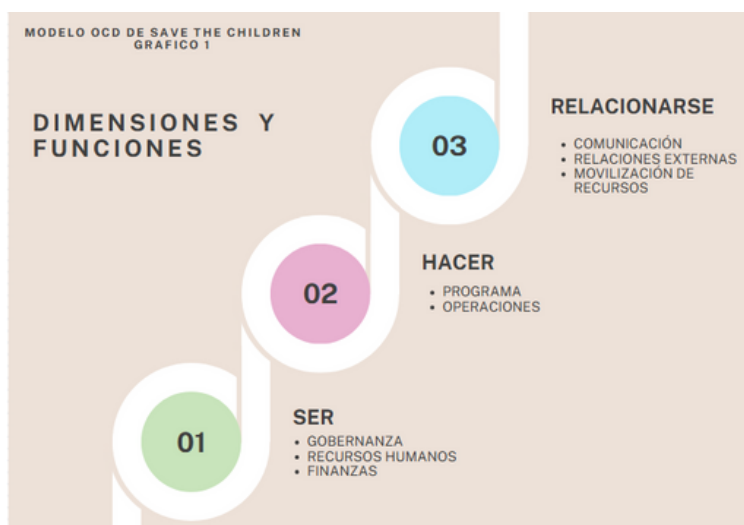 MODELO OCD DE SAVE THE CHILDREN
GRAFICO 1
DIMENSIONES Y
FUNCIONES
03
RELACIONARSE
• COMUNICACIÓN
• RELACIONES EXTERNAS
• MOVILIZACIÓN DE
RECURSOS
02
HACER
• PROGRAMA
• OPERACIONES
01
SER
• GOBERNANZA
• RECURSOS HUMANOS
• FINANZAS